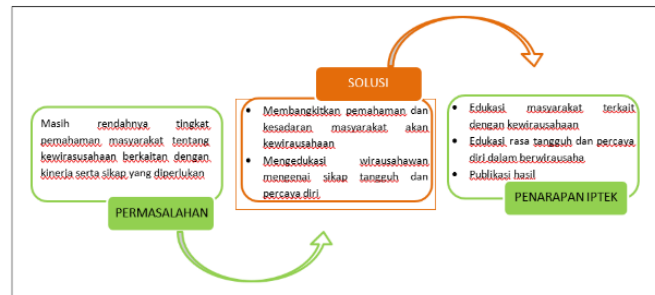 Masih rendahnya tingkat
pemahaman masyarakat tentang
kewirasusahaan berkaitan dengan
kinerja serta sikap yang diperlukan
PERMASALAHAN
SOLUSI
• Membangkitkan pemahaman dan
kesadaran masyarakat akan
kewirausahaan
• Mengedukasi wirausahawan
mengenai sikap tangguh dan
percaya diri
• Edukasi masyarakat terkait
dengan kewirausahaan
• Edukasi rasa tangguh dan percaya
diri dalam berwirausaha
• Publikasi hasil
PENARAPAN IPTEK